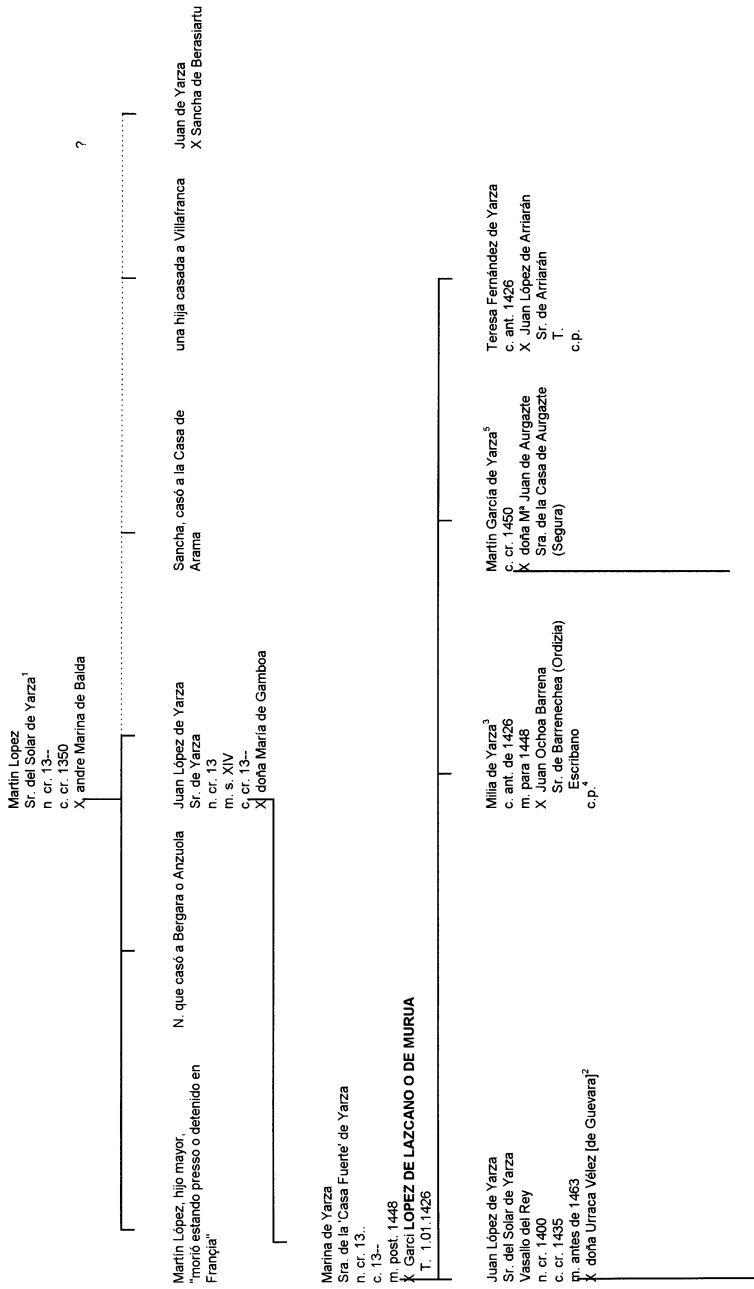 Martín Lopez
Sr. del Solar de Yarza¹
n cr. 13--
c. cr. 1350
X andre Marina de Balda
?
Martín López, hijo mayor,
"morió estando presso o detenido en
Françia"
N. que casó a Bergara o Anzuola
Juan López de Yarza
Sr. de Yarza
n. cr. 13
m. s. XIV
c. cr. 13--
X doña María de Gamboa
Sancha, casó a la Casa de
Arama
una hija casada a Villafranca
Juan de Yarza
X Sancha de Berasiartu
Marina de Yarza
Sra. de la 'Casa Fuerte' de Yarza
n. cr. 13..
c. 13--
m. post. 1448
X Garci LOPEZ DE LAZCANO O DE MURUA
T. 1.01.1426
Juan López de Yarza
Sr. del Solar de Yarza
Vasallo del Rey
n. cr. 1400
c. cr. 1435
m. antes de 1463
X doña Urraca Vélez [de Guevara]²
Milia de Yarza³
c. ant. de 1426
m. para 1448
X Juan Ochoa Barrena
Sr. de Barrenechea (Ordizia)
Escribano
c.p.⁴
Martín García de Yarza⁵
c. cr. 1450
X doña Mª Juan de Aurgazte
Sra. de la Casa de Aurgazte
(Segura)
Teresa Fernández de Yarza
c. ant. 1426
X Juan López de Arriarán
Sr. de Arriarán
T.
c.p.